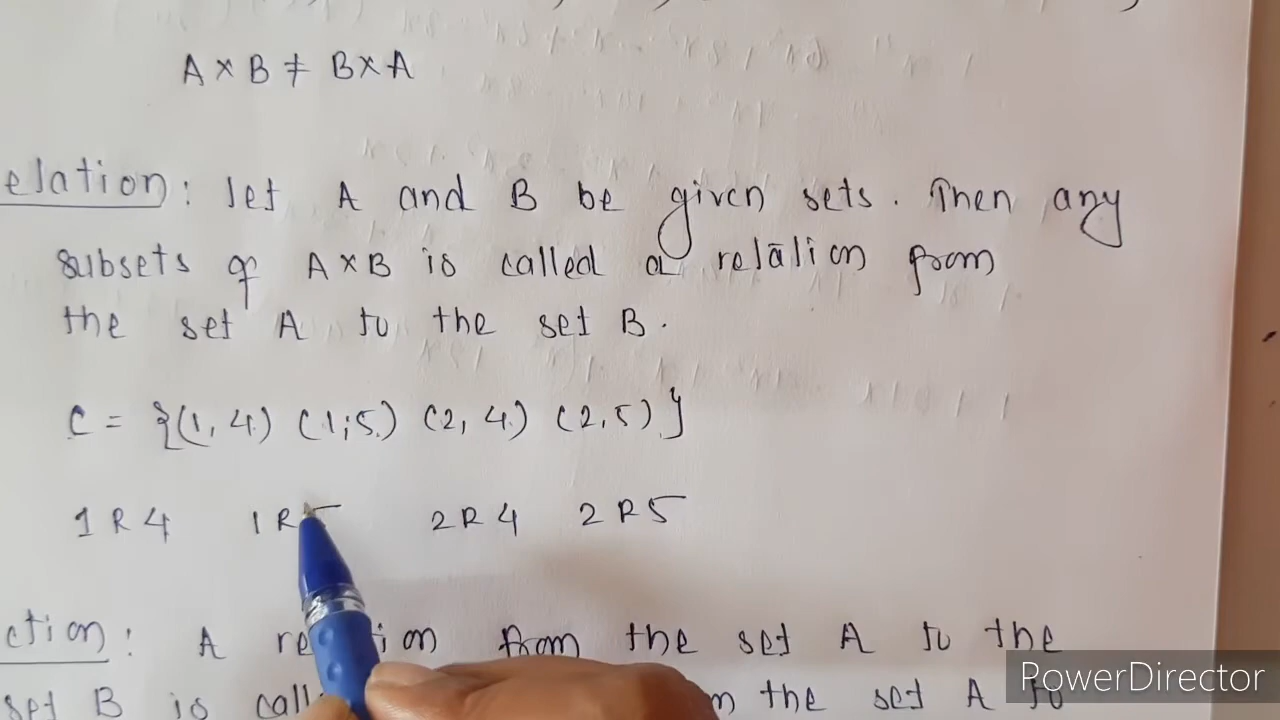 A × B ≠ B × A
elation: let A and B be given sets. Then any
subsets of A × B is called a relation from
the set A to the set B.
C = {(1, 4) (1,5) (2, 4) (2,5)}
1 R 4 1 R 5 2 R 4 2 R 5
ction: A re ion from the set A to the
set B is call the set A to
PowerDirector